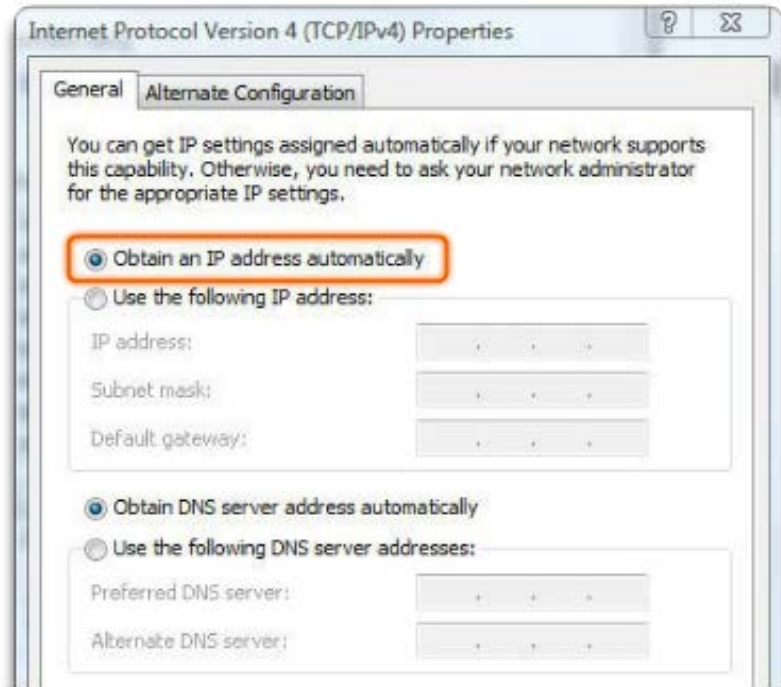 Internet Protocol Version 4 (TCP/IPv4) Properties
General
Alternate Configuration
You can get IP settings assigned automatically if your network supports
this capability. Otherwise, you need to ask your network administrator
for the appropriate IP settings.
Obtain an IP address automatically
Use the following IP address:
IP address:
Subnet mask:
Default gateway:
Obtain DNS server address automatically
Use the following DNS server addresses:
Preferred DNS server:
Alternate DNS server: